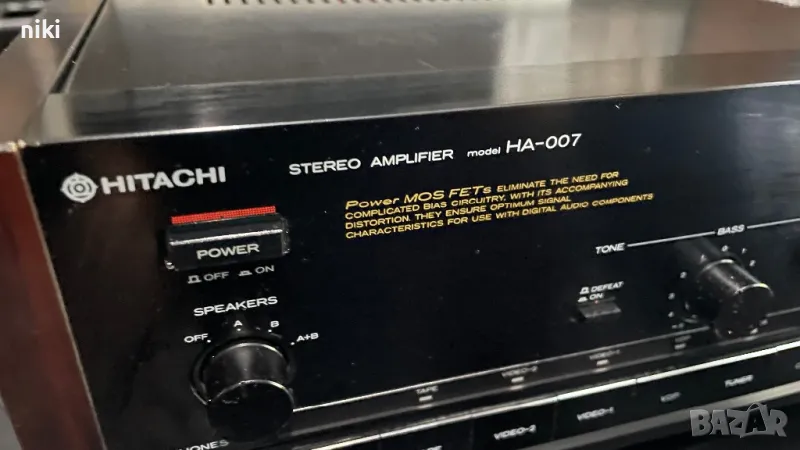 niki
HITACHI
STEREO AMPLIFIER model HA-007
Power MOS FETs ELIMINATE THE NEED FOR
COMPLICATED BIAS CIRCUITRY, WITH ITS ACCOMPANYING
DISTORTION. THEY ENSURE OPTIMUM SIGNAL
CHARACTERISTICS FOR USE WITH DIGITAL AUDIO COMPONENTS
POWER
OFF ON
TONE
BASS
DEFEAT
ON
SPEAKERS
OFF A B A+B
TAPE VIDEO-2 VIDEO-1
VIDEO-2 VIDEO-1 TUNER
BAZAR